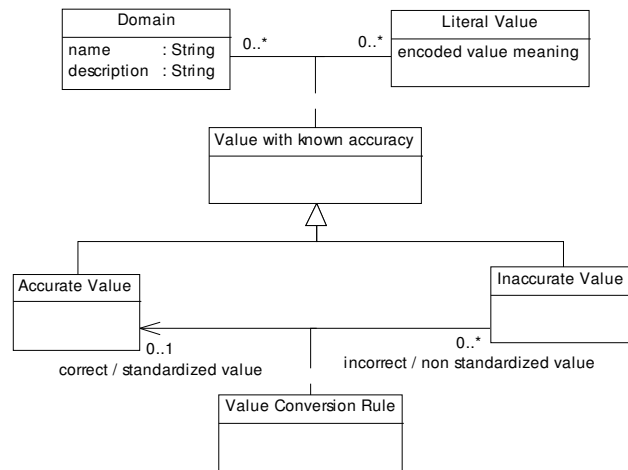 Domain
name : String
description : String
Literal Value
encoded value meaning
0..*
0..*
Value with known accuracy
Accurate Value
Inaccurate Value
0..1
correct / standardized value
0..*
incorrect / non standardized value
Value Conversion Rule